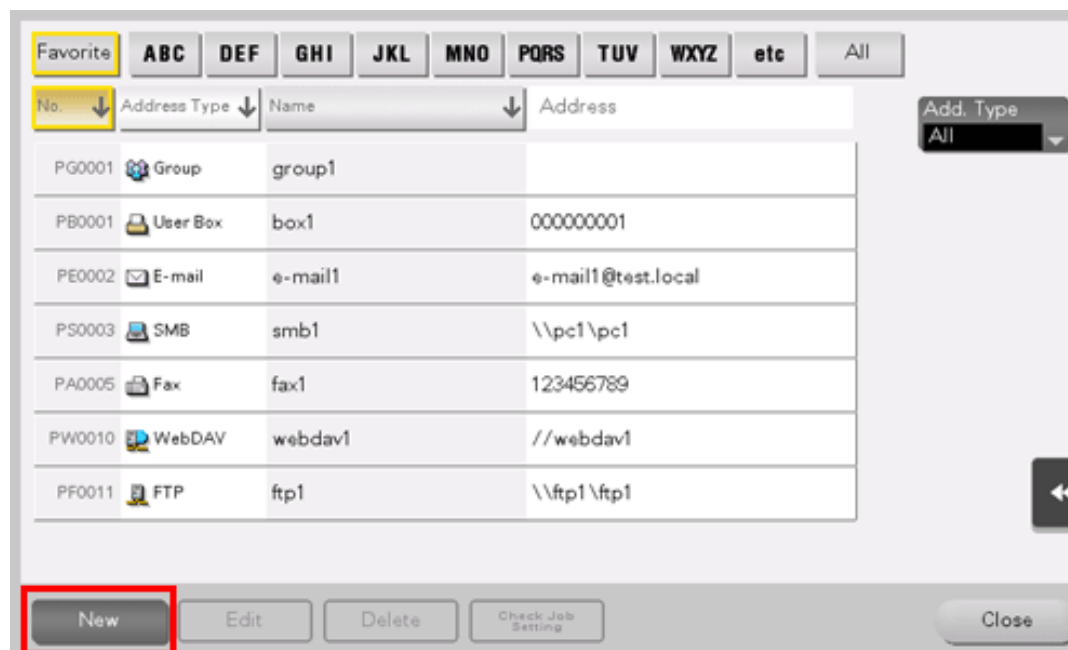 Favorite ABC DEF GHI JKL MNO PQRS TUV WXYZ etc All
No. Address Type Name Address
Add. Type
All
PG0001 Group group1
PB0001 User Box box1 000000001
PE0002 E-mail e-mail1 e-mail1@test.local
PS0003 SMB smb1 \\pc1\pc1
PA0005 Fax fax1 123456789
PW0010 WebDAV webdav1 //webdav1
PF0011 FTP ftp1 \\ftp1\ftp1
New Edit Delete Check Job Setting Close